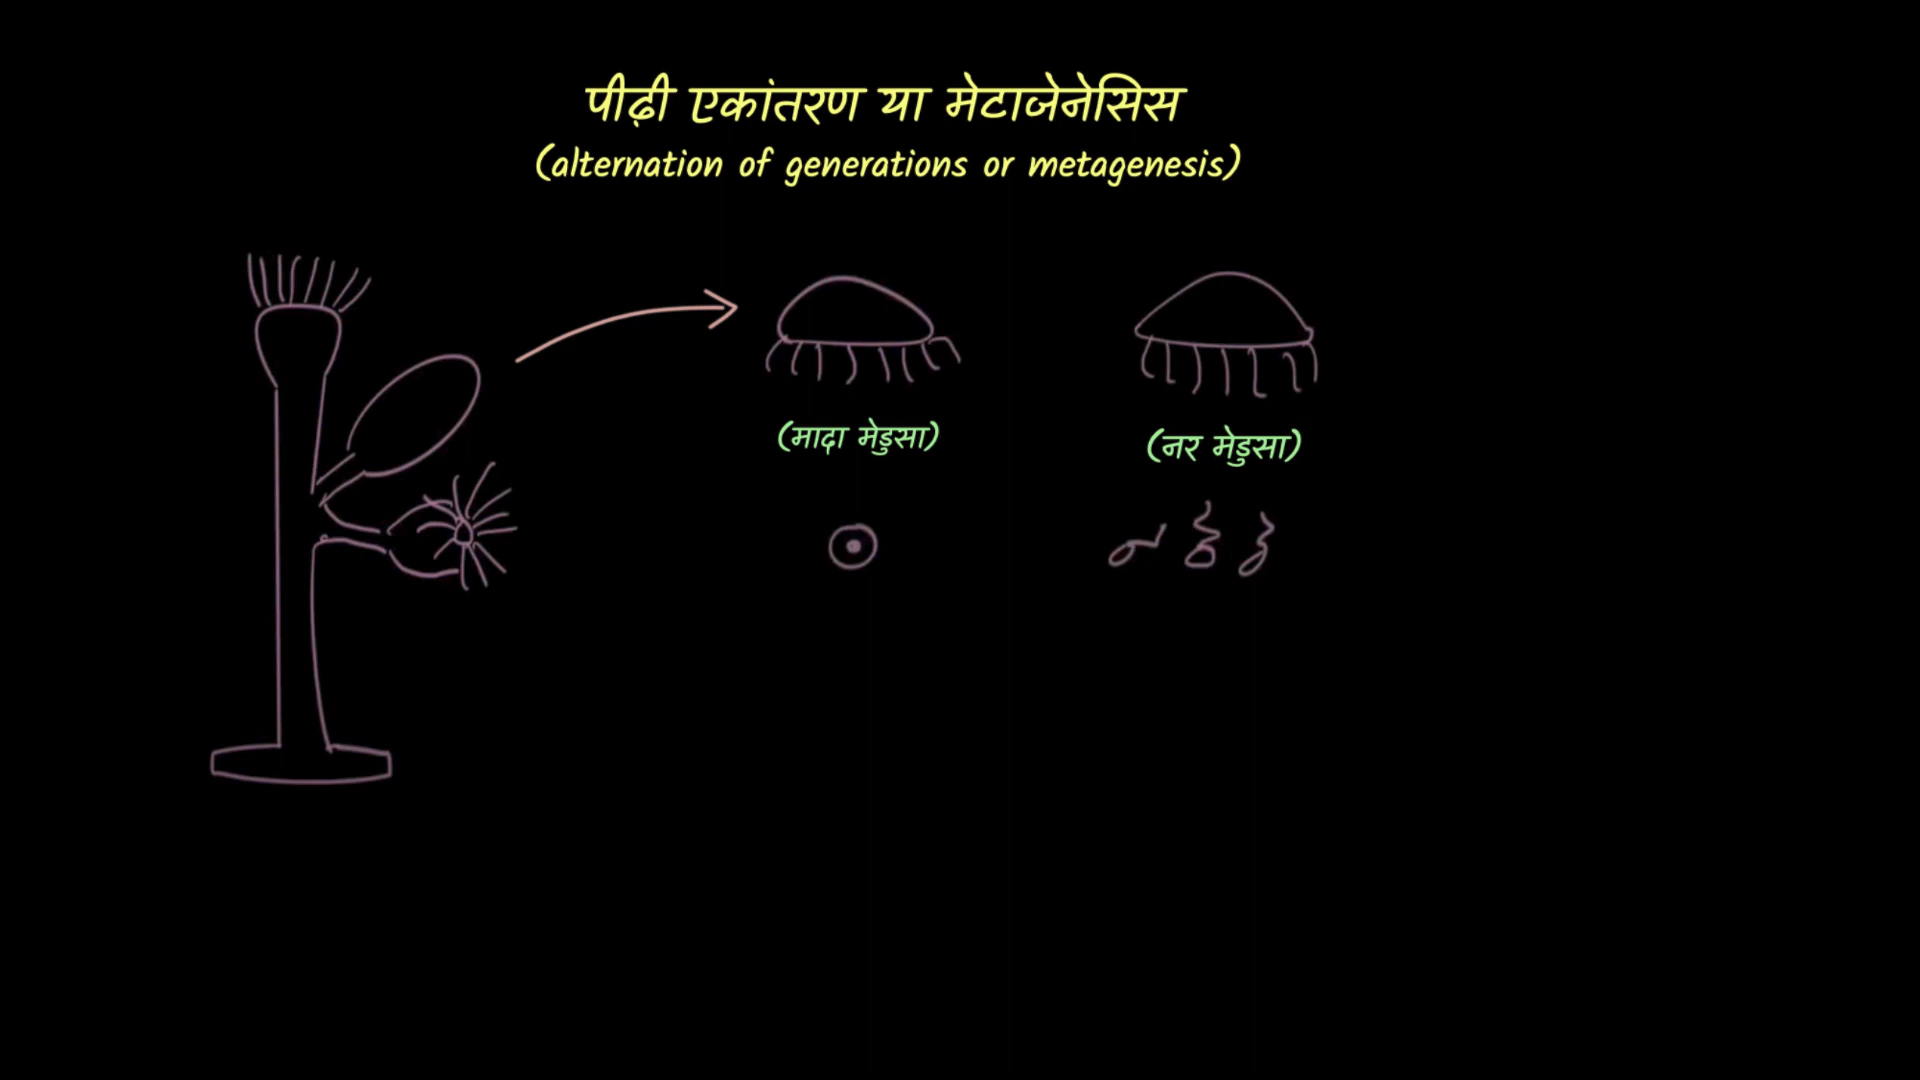 पीढ़ी एकांतरण या मेटाजेनेसिस
(alternation of generations or metagenesis)
(मादा मेडुसा)
(नर मेडुसा)